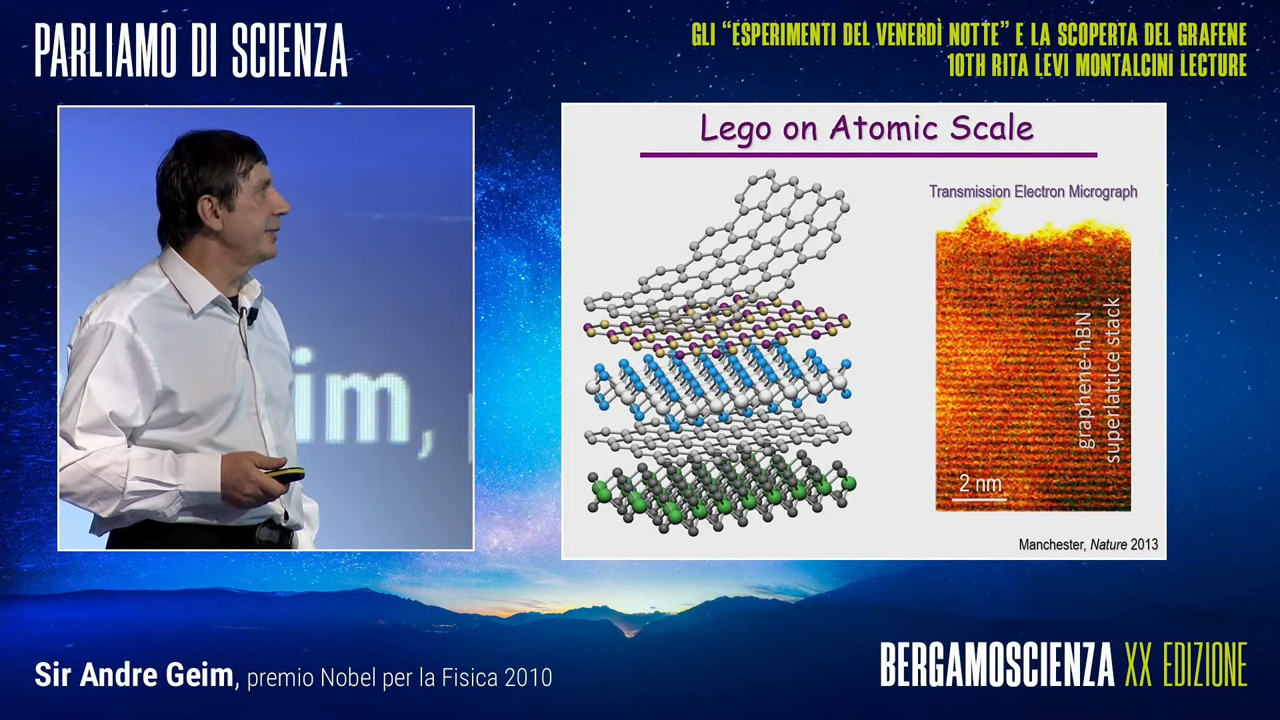 PARLIAMO DI SCIENZA
GLI “ESPERIMENTI DEL VENERDÌ NOTTE” E LA SCOPERTA DEL GRAFENE
10TH RITA LEVI MONTALCINI LECTURE
im,
Lego on Atomic Scale
Transmission Electron Micrograph
graphene-hBN
superlattice stack
2 nm
Manchester, Nature 2013
Sir Andre Geim, premio Nobel per la Fisica 2010
BERGAMOSCIENZA XX EDIZIONE